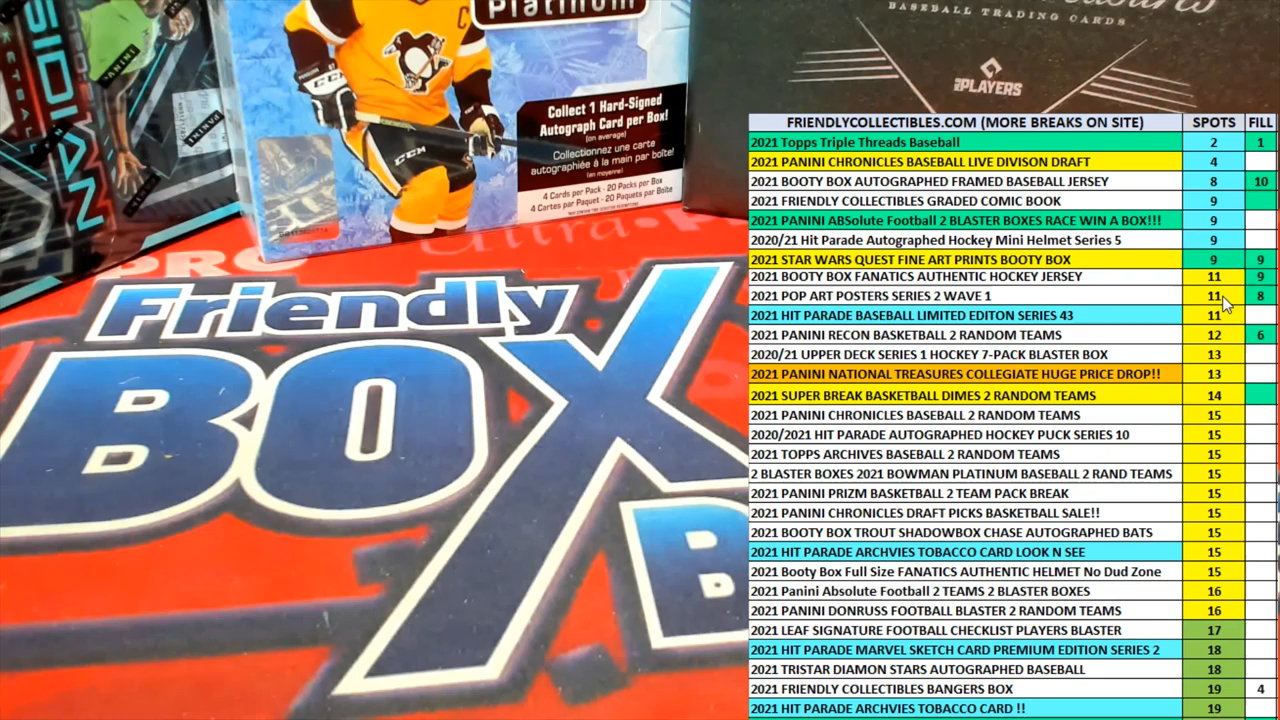 SIDIAN
PANINI
PANINI
Platinum
C
CCM
CCM
Collect 1 Hard-Signed
Autograph Card per Box!
(on average)
Collectionnez une carte
autographiée à la main par boîte!
(en moyenne)
4 Cards per Pack · 20 Packs per Box
4 Cartes par Paquet · 20 Paquets par Boîte
BASEBALL TRADING CARDS
PLAYERS
PRO
Ultra-Pro
Friendly
BOX
B
FRIENDLYCOLLECTIBLES.COM (MORE BREAKS ON SITE) SPOTS FILL
2021 Topps Triple Threads Baseball 2 1
2021 PANINI CHRONICLES BASEBALL LIVE DIVISON DRAFT 4
2021 BOOTY BOX AUTOGRAPHED FRAMED BASEBALL JERSEY 8 10
2021 FRIENDLY COLLECTIBLES GRADED COMIC BOOK 9
2021 PANINI ABSolute Football 2 BLASTER BOXES RACE WIN A BOX!!! 9
2020/21 Hit Parade Autographed Hockey Mini Helmet Series 5 9
2021 STAR WARS QUEST FINE ART PRINTS BOOTY BOX 9 9
2021 BOOTY BOX FANATICS AUTHENTIC HOCKEY JERSEY 11 9
2021 POP ART POSTERS SERIES 2 WAVE 1 11 8
2021 HIT PARADE BASEBALL LIMITED EDITON SERIES 43 11
2021 PANINI RECON BASKETBALL 2 RANDOM TEAMS 12 6
2020/21 UPPER DECK SERIES 1 HOCKEY 7-PACK BLASTER BOX 13
2021 PANINI NATIONAL TREASURES COLLEGIATE HUGE PRICE DROP!! 13
2021 SUPER BREAK BASKETBALL DIMES 2 RANDOM TEAMS 14
2021 PANINI CHRONICLES BASEBALL 2 RANDOM TEAMS 15
2020/2021 HIT PARADE AUTOGRAPHED HOCKEY PUCK SERIES 10 15
2021 TOPPS ARCHIVES BASEBALL 2 RANDOM TEAMS 15
2 BLASTER BOXES 2021 BOWMAN PLATINUM BASEBALL 2 RAND TEAMS 15
2021 PANINI PRIZM BASKETBALL 2 TEAM PACK BREAK 15
2021 PANINI CHRONICLES DRAFT PICKS BASKETBALL SALE!! 15
2021 BOOTY BOX TROUT SHADOWBOX CHASE AUTOGRAPHED BATS 15
2021 HIT PARADE ARCHVIES TOBACCO CARD LOOK N SEE 15
2021 Booty Box Full Size FANATICS AUTHENTIC HELMET No Dud Zone 15
2021 Panini Absolute Football 2 TEAMS 2 BLASTER BOXES 16
2021 PANINI DONRUSS FOOTBALL BLASTER 2 RANDOM TEAMS 16
2021 LEAF SIGNATURE FOOTBALL CHECKLIST PLAYERS BLASTER 17
2021 HIT PARADE MARVEL SKETCH CARD PREMIUM EDITION SERIES 2 18
2021 TRISTAR DIAMON STARS AUTOGRAPHED BASEBALL 18
2021 FRIENDLY COLLECTIBLES BANGERS BOX 19 4
2021 HIT PARADE ARCHVIES TOBACCO CARD !! 19